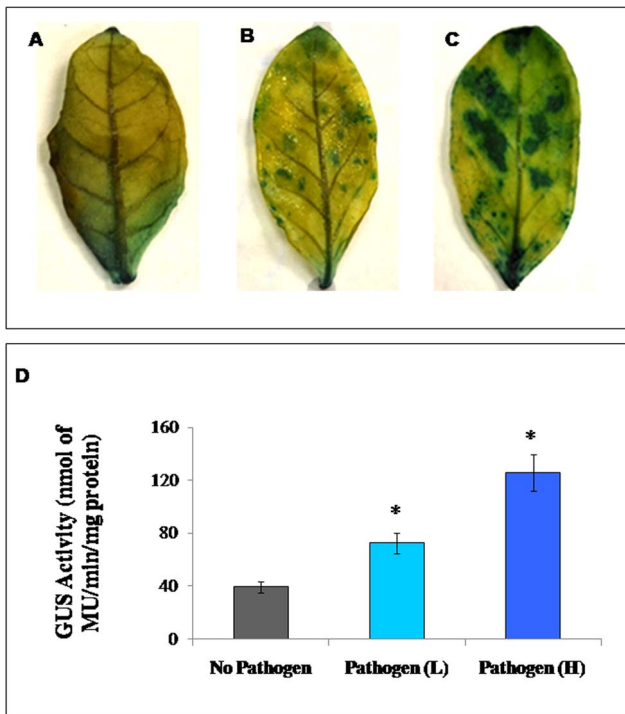 A
B
C
D
GUS Activity (nmol of
MU/min/mg protein)
160
120
80
40
0
*
*
No Pathogen
Pathogen (L)
Pathogen (H)